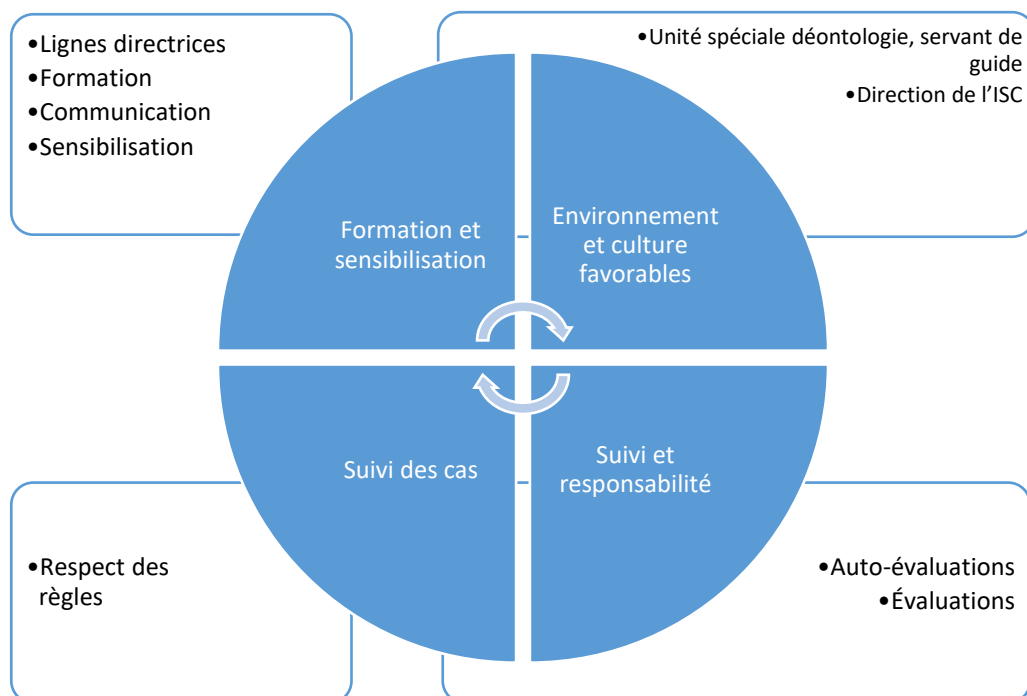 •Lignes directrices
•Formation
•Communication
•Sensibilisation
•Unité spéciale déontologie, servant de
guide
•Direction de l'ISC
Formation et
sensibilisation
Environnement
et culture
favorables
Suivi des cas
Suivi et
responsabilité
•Respect des
règles
•Auto-évaluations
•Évaluations